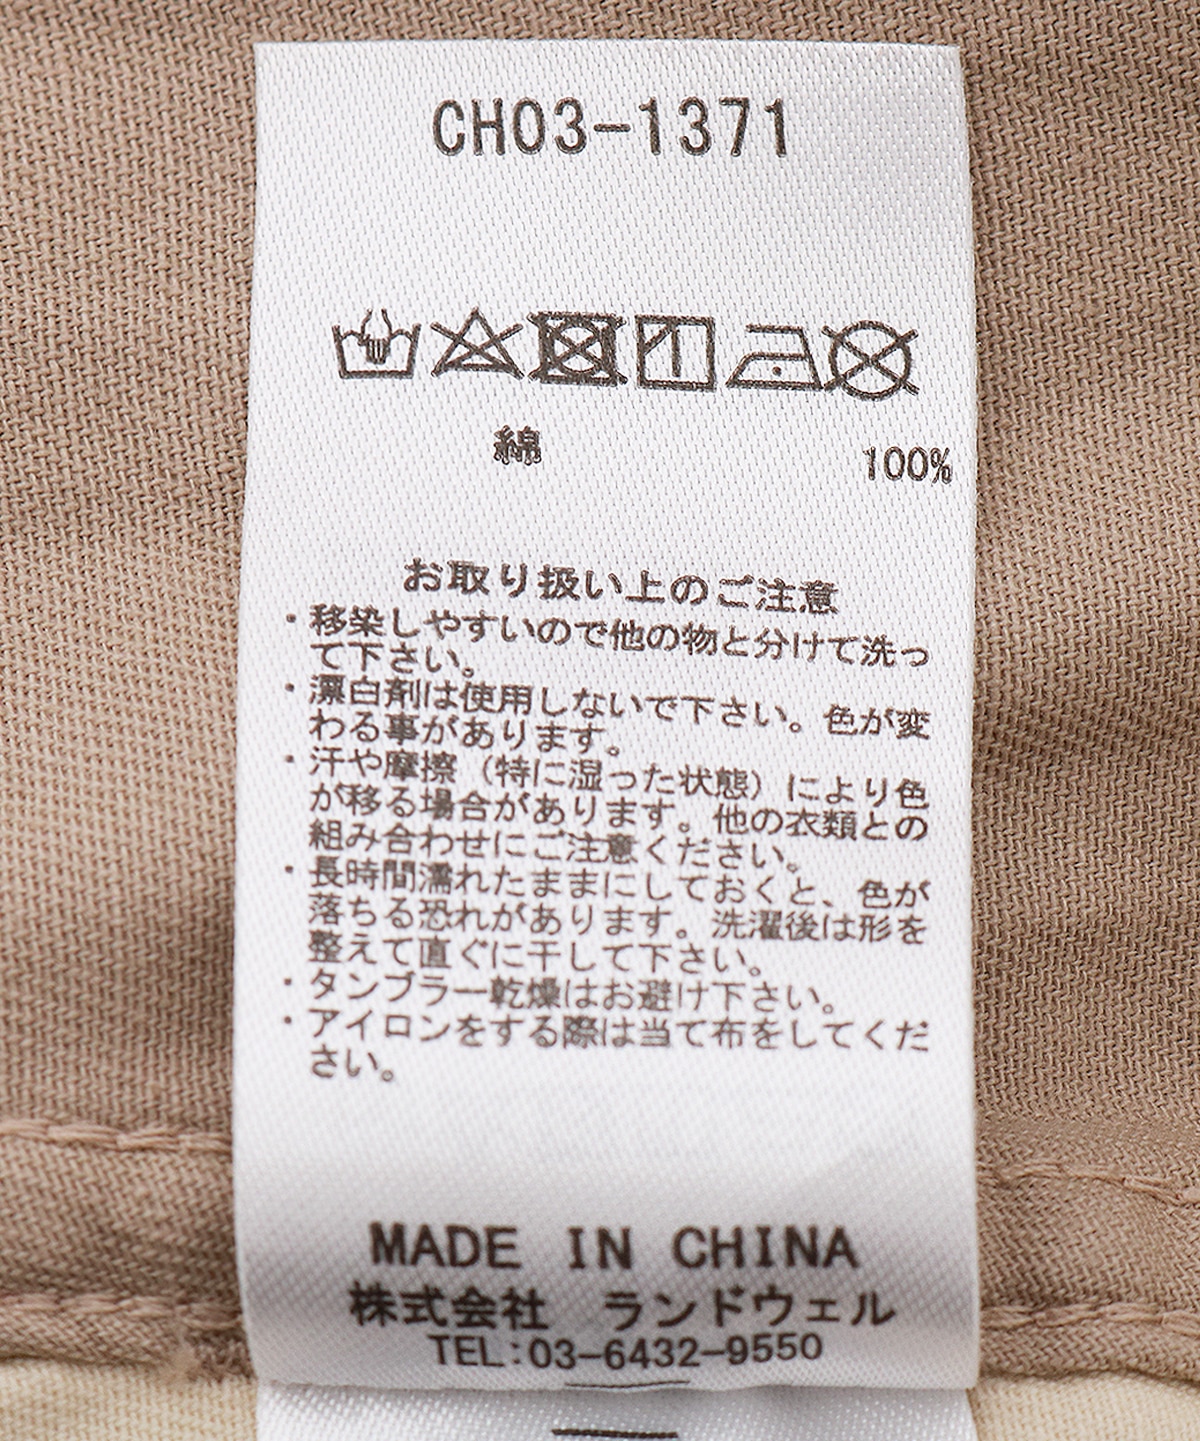 CH03-1371
綿 100%
お取り扱い上のご注意
・移染しやすいので他の物と分けて洗っ
て下さい。
・漂白剤は使用しないで下さい。色が変
わる事があります。
・汗や摩擦（特に湿った状態）により色
が移る場合があります。他の衣類との
組み合わせにご注意ください。
・長時間濡れたままにしておくと、色が
落ちる恐れがあります。洗濯後は形を
整えて直ぐに干して下さい。
・タンブラー乾燥はお避け下さい。
・アイロンをする際は当て布をしてくだ
さい。
MADE IN CHINA
株式会社 ランドウェル
TEL:03-6432-9550